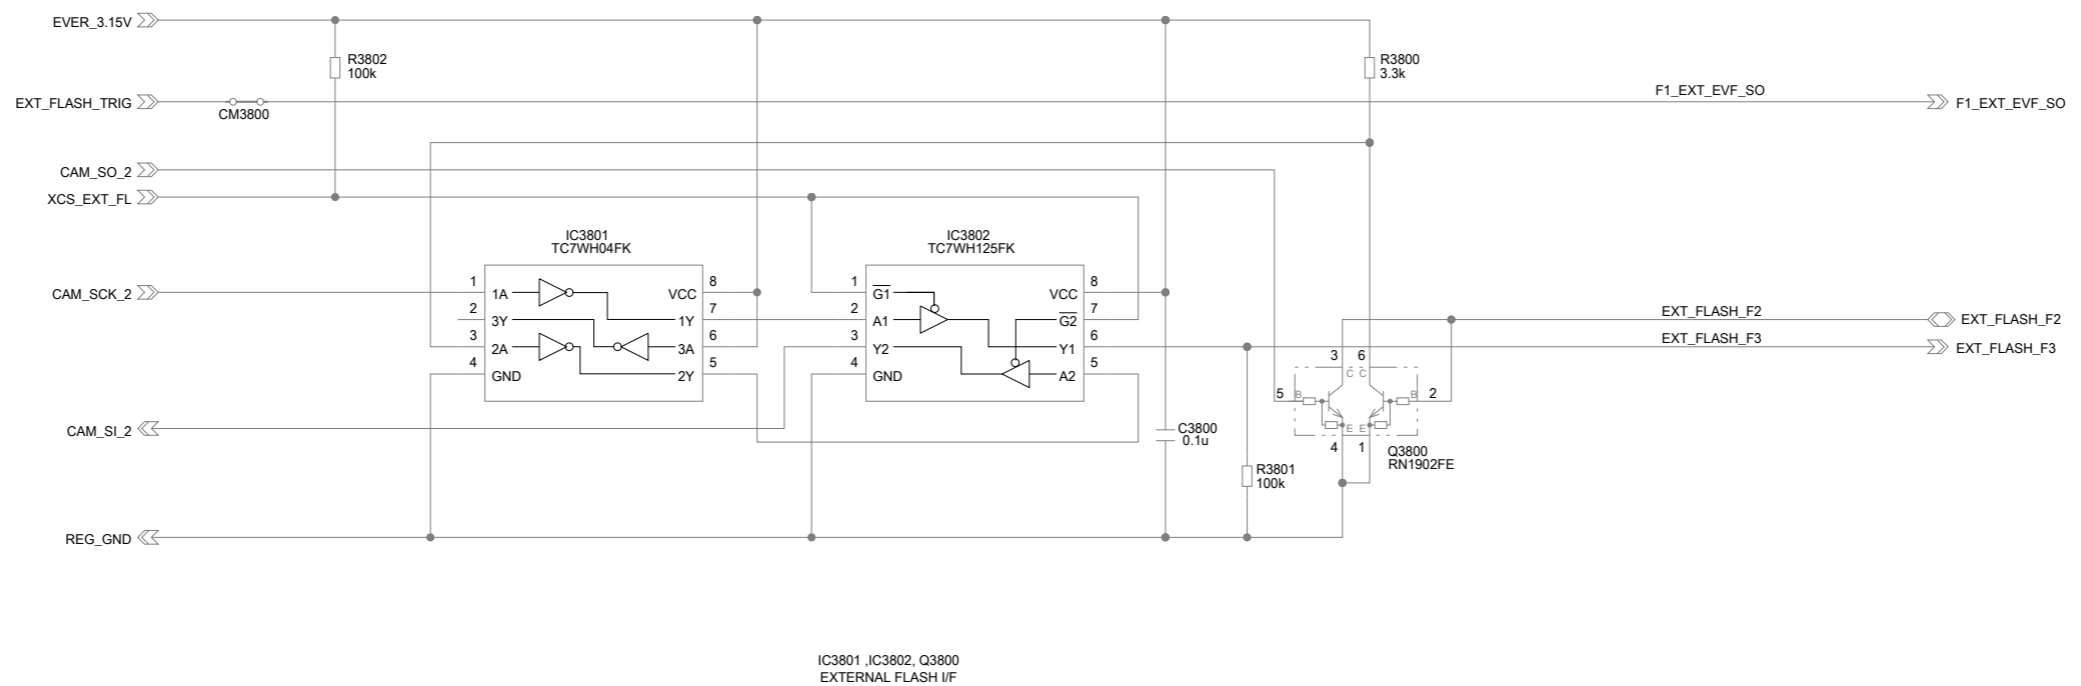 EVER_3.15V
R3802
100k
R3800
3.3k
EXT_FLASH_TRIG
CM3800
F1_EXT_EVF_SO
F1_EXT_EVF_SO
CAM_SO_2
XCS_EXT_FL
IC3801
TC7WH04FK
IC3802
TC7WH125FK
CAM_SCK_2
1
1A
2
3Y
3
2A
4
GND
VCC
8
1Y
7
3A
6
2Y
5
1
G1
2
A1
3
Y2
4
GND
VCC
8
G2
7
Y1
6
A2
5
EXT_FLASH_F2
EXT_FLASH_F2
EXT_FLASH_F3
EXT_FLASH_F3
3 6
C C
5
B
B
2
E E
4 1
Q3800
RN1902FE
CAM_SI_2
C3800
0.1u
R3801
100k
REG_GND
IC3801 ,IC3802, Q3800
EXTERNAL FLASH I/F